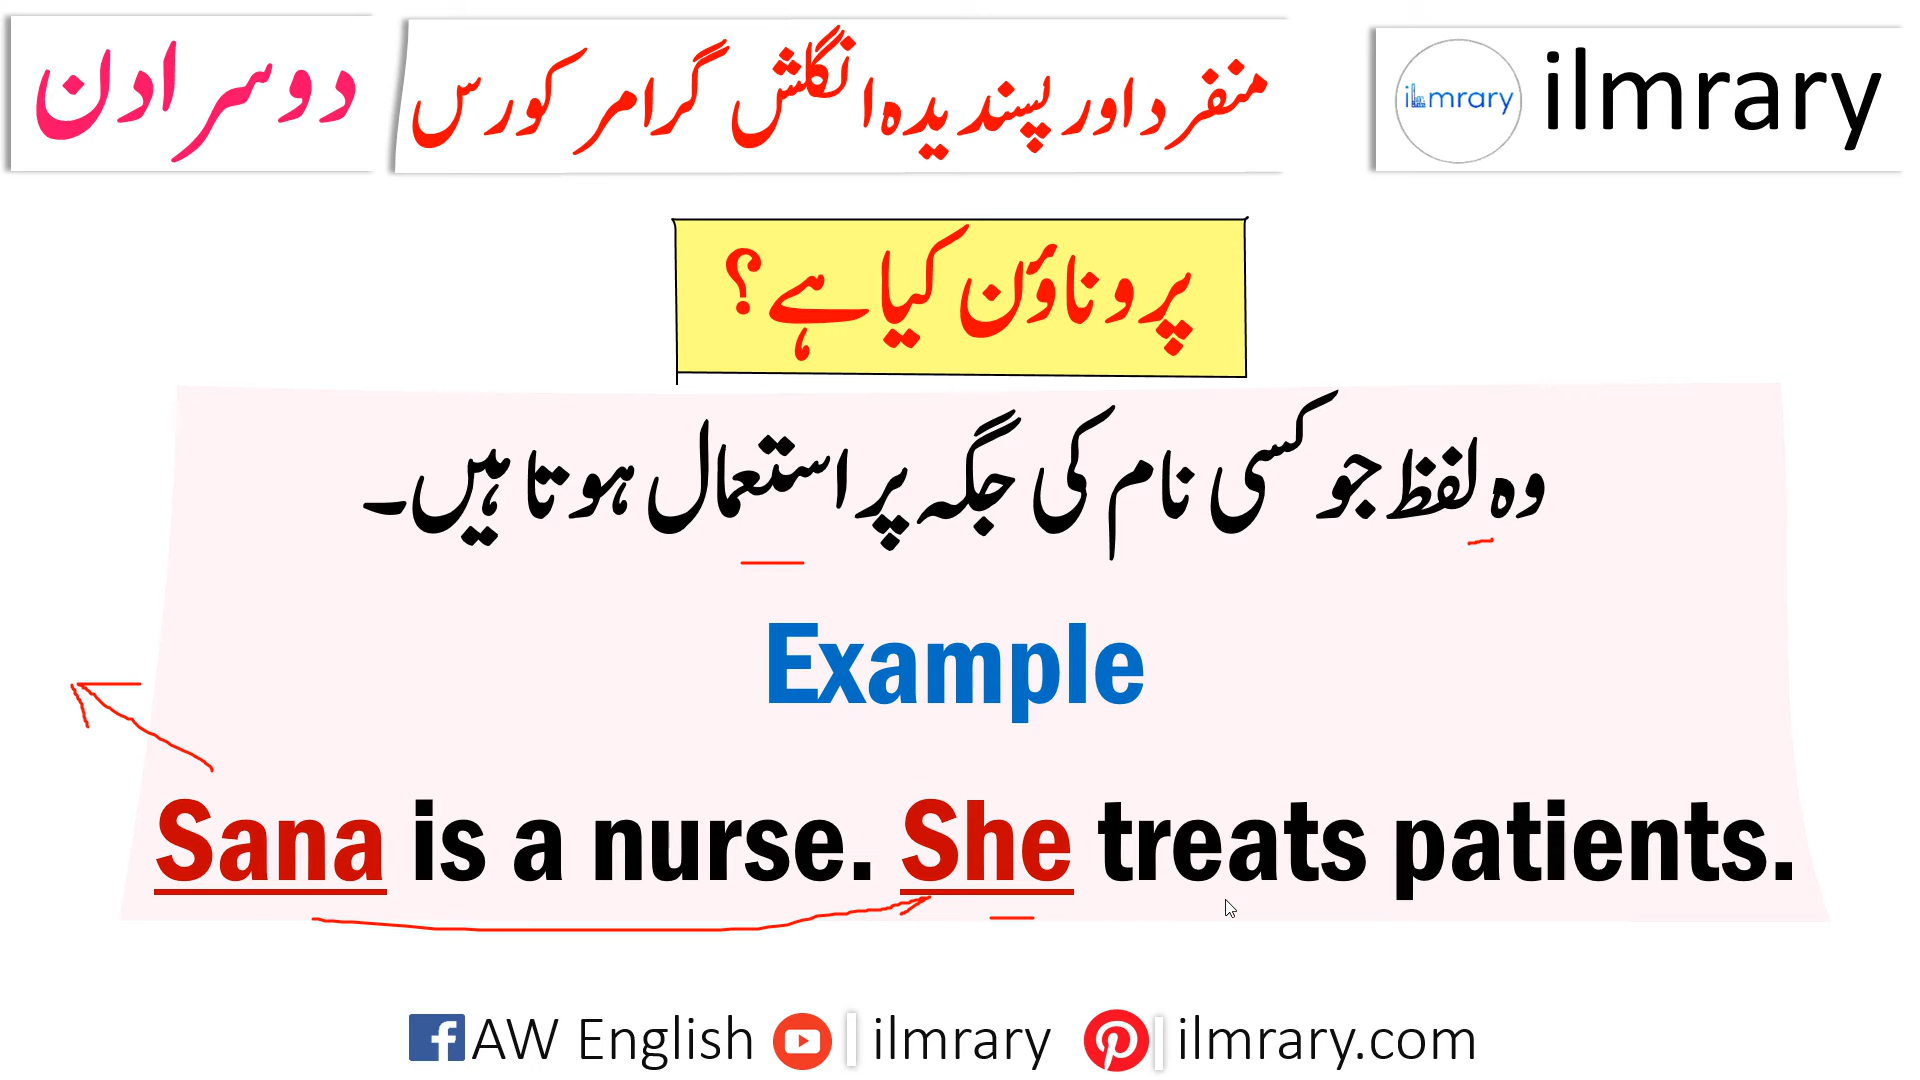 دوسرا دن
منفرد اور پسندیدہ انگلش گرامر کورس
ilmrary
ilmrary
پروناؤن کیا ہے؟
وہ لفظ جو کسی نام کی جگہ پر استعمال ہوتا ہیں۔
Example
Sana is a nurse. She treats patients.
AW English | ilmrary | ilmrary.com